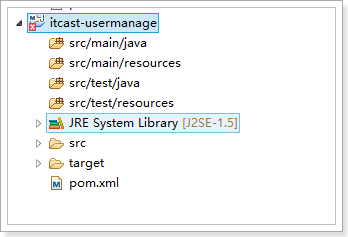 itcast-usermanage
src/main/java
src/main/resources
src/test/java
src/test/resources
JRE System Library [J2SE-1.5]
src
target
pom.xml